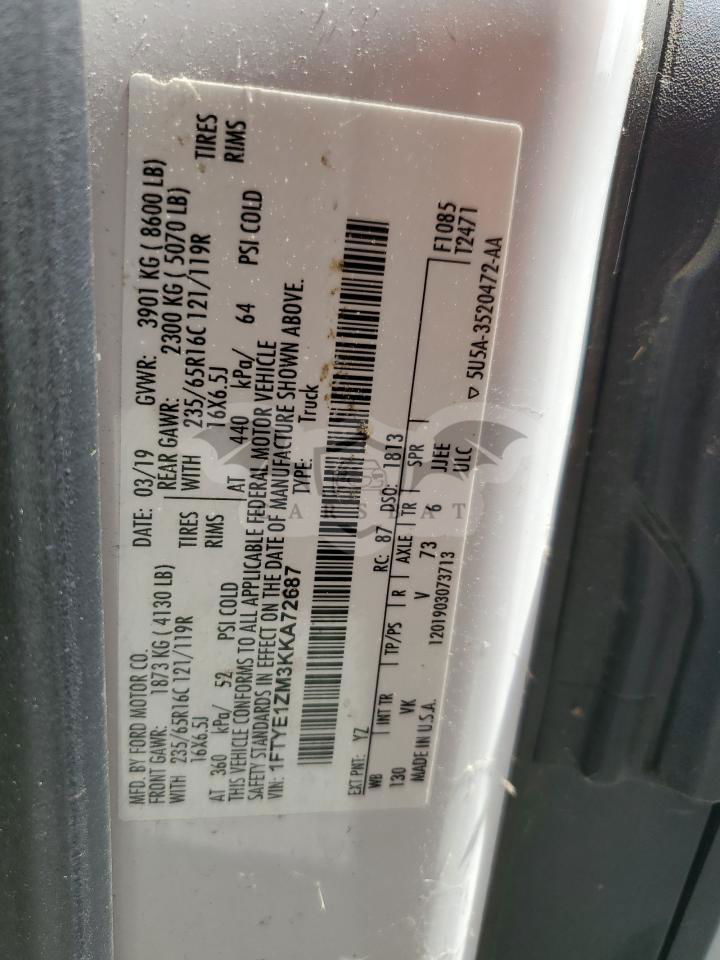 MFD. BY FORD MOTOR CO.
DATE: 03/19 GVWR: 3901 KG ( 8600 LB)
FRONT GAWR: 1873 KG ( 4130 LB) REAR GAWR: 2300 KG ( 5070 LB)
WITH 235/65R16C 121/119R TIRES WITH 235/65R16C 121/119R TIRES
16X6.5J RIMS 16X6.5J RIMS
AT 360 kPa/ 52 PSI COLD AT 440 kPa/ 64 PSI COLD
THIS VEHICLE CONFORMS TO ALL APPLICABLE FEDERAL MOTOR VEHICLE
SAFETY STANDARDS IN EFFECT ON THE DATE OF MANUFACTURE SHOWN ABOVE.
VIN: 1FTYE1ZM3KKA72687 TYPE: Truck
EXT PNT: YZ RC: 87 DSO: 1813
WB INT TR TP/PS R AXLE TR SPR F1085
130 VK V 73 6 JJEE T2471
MADE IN U.S.A. 1201903073713 ULC
▽ 5U5A-3520472-AA
CARSBAT